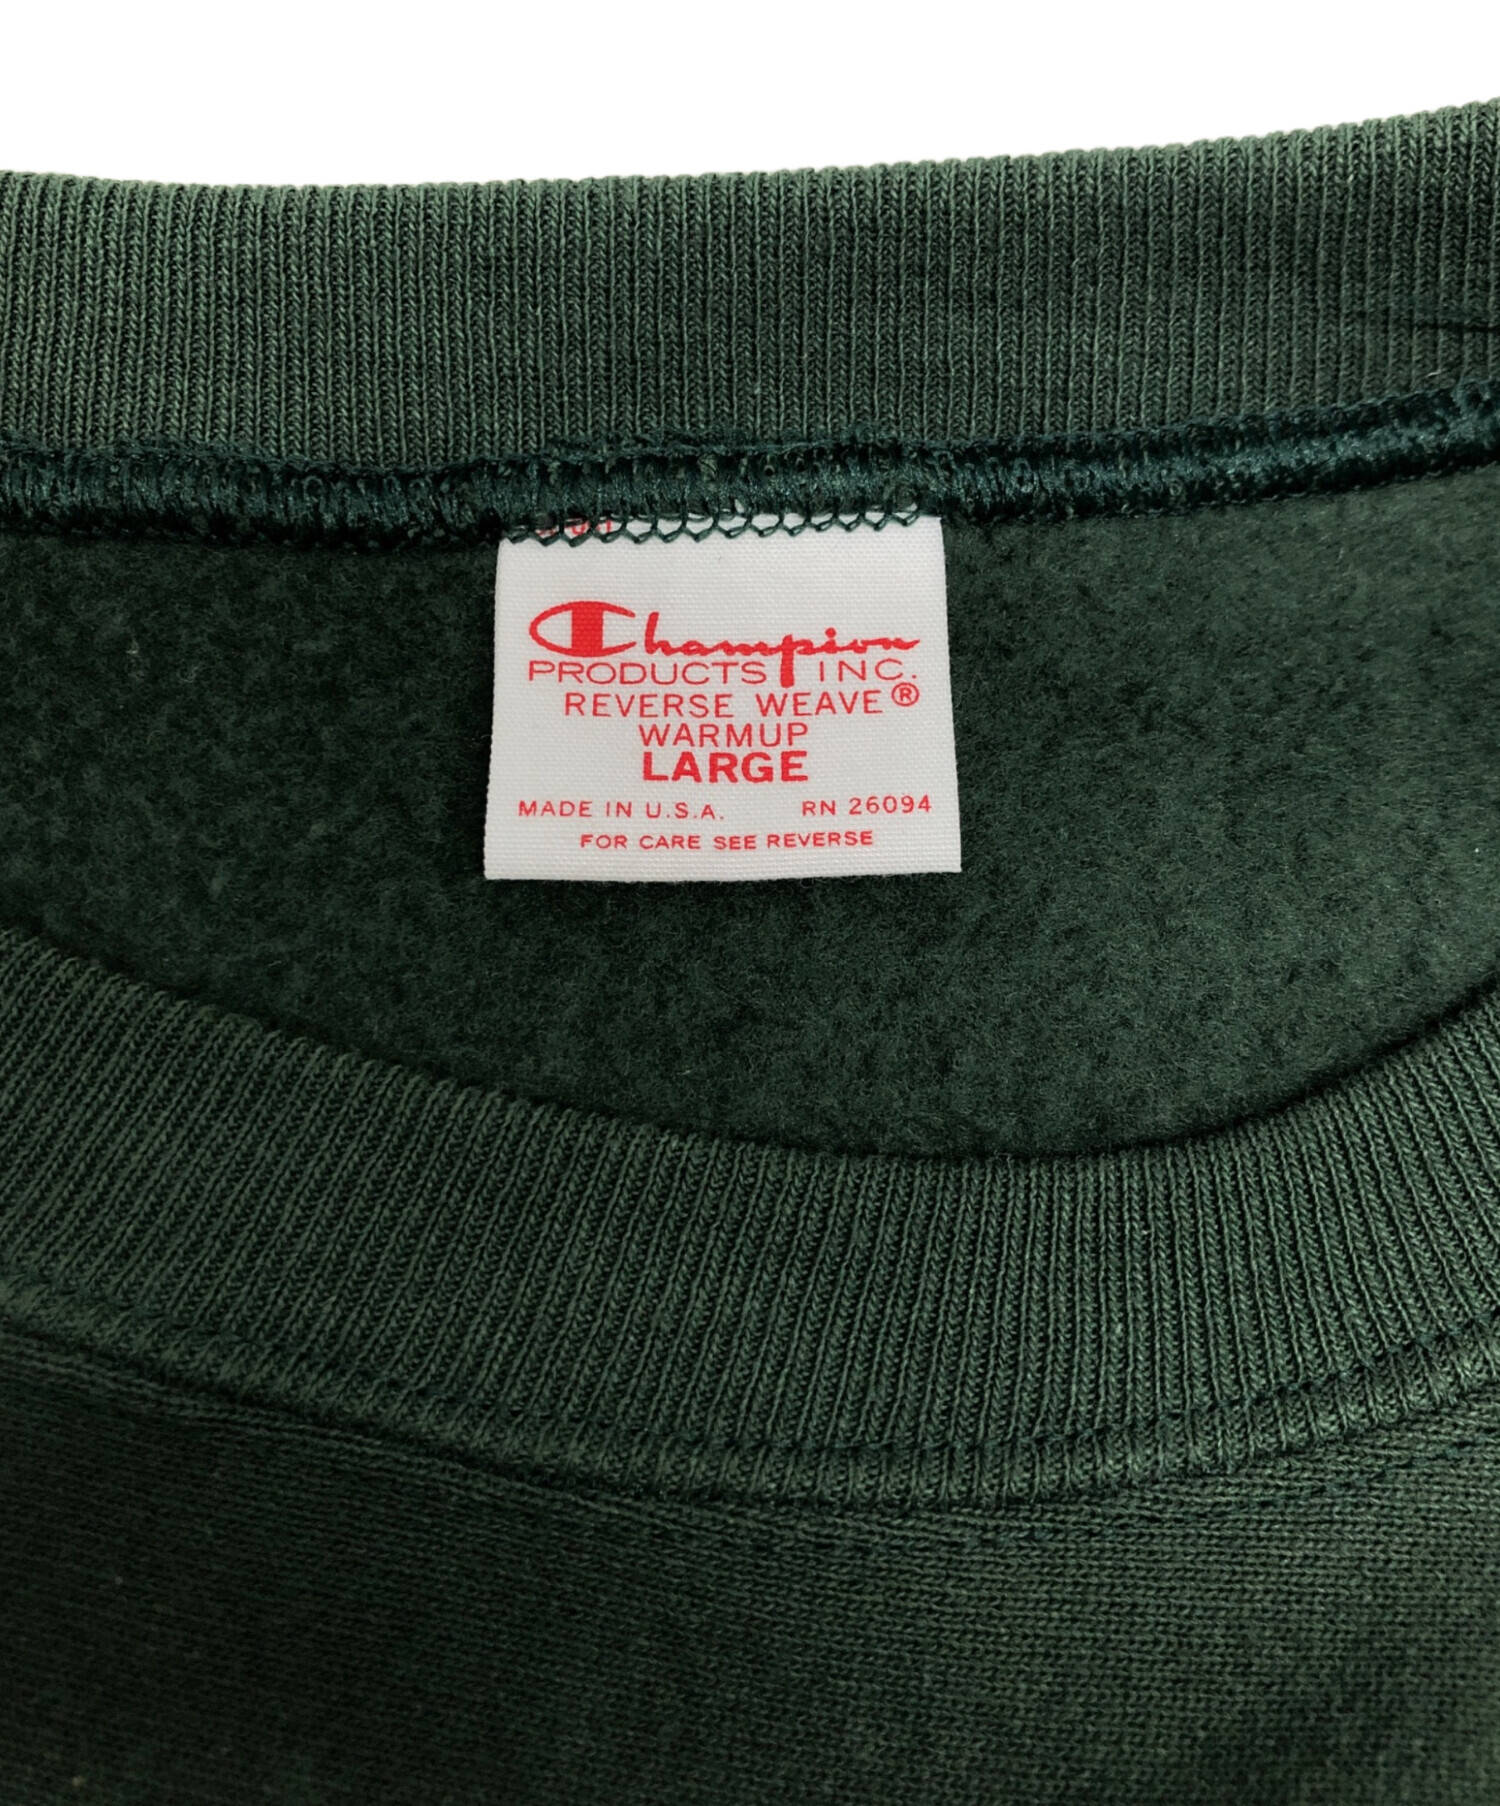 Champion
PRODUCTS INC.
REVERSE WEAVE®
WARMUP
LARGE
MADE IN U.S.A. RN 26094
FOR CARE SEE REVERSE